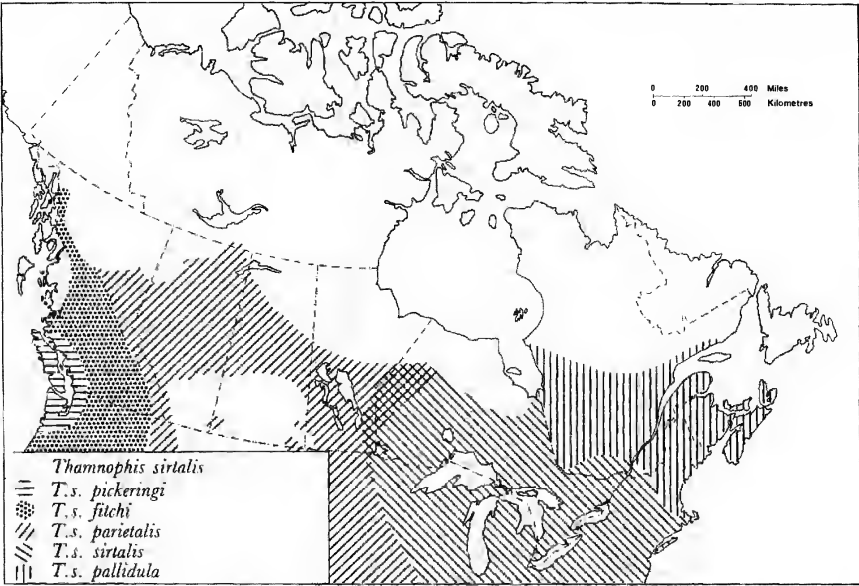 0 200 400 Miles
0 200 400 600 Kilometres
Thamnophis sirtalis
T.s. pickeringi
T.s. fitchi
T.s. parietalis
T.s. sirtalis
T.s. pallidula